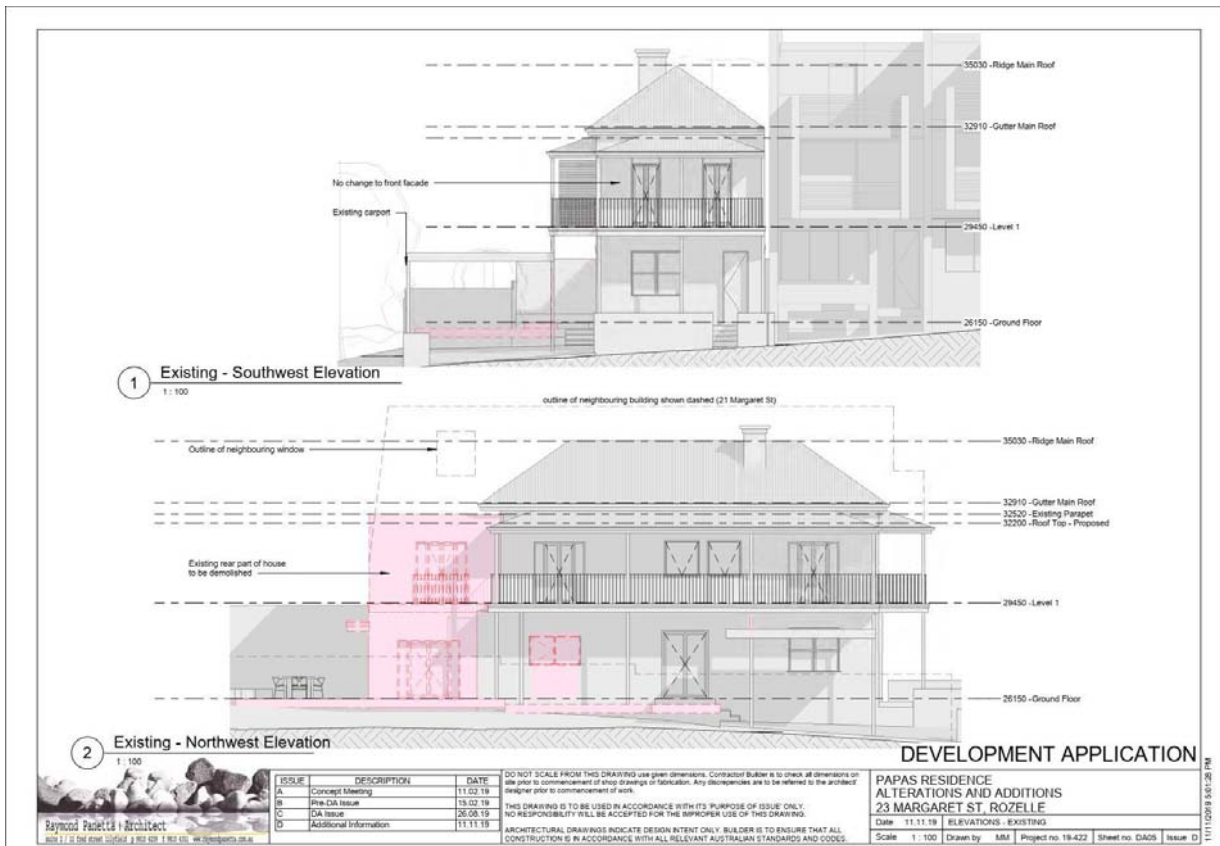 35030 -Ridge Main Roof
32910 -Gutter Main Roof
No change to front facade
Existing carport
29450 -Level 1
26150 -Ground Floor
1
Existing - Southwest Elevation
1 : 100
outline of neighbouring building shown dashed (21 Margaret St)
35030 -Ridge Main Roof
Outline of neighbouring window
32910 -Gutter Main Roof
32520 -Existing Parapet
32200 -Roof Top - Proposed
Existing rear part of house
to be demolished
29450 -Level 1
26150 -Ground Floor
2
Existing - Northwest Elevation
1 : 100
DEVELOPMENT APPLICATION
Raymond Panetta + Architect
ISSUE DESCRIPTION DATE
A Concept Meeting 11.02.19
B Pre-DA Issue 15.02.19
C DA Issue 26.08.19
D Additional Information 11.11.19
DO NOT SCALE FROM THIS DRAWING use given dimensions. Contractor/ Builder is to check all dimensions on
site prior to commencement of shop drawings or fabrication. Any discrepancies are to be referred to the architect/
designer prior to commencement of work.
THIS DRAWING IS TO BE USED IN ACCORDANCE WITH ITS 'PURPOSE OF ISSUE' ONLY.
NO RESPONSIBILITY WILL BE ACCEPTED FOR THE IMPROPER USE OF THIS DRAWING.
ARCHITECTURAL DRAWINGS INDICATE DESIGN INTENT ONLY. BUILDER IS TO ENSURE THAT ALL
CONSTRUCTION IS IN ACCORDANCE WITH ALL RELEVANT AUSTRALIAN STANDARDS AND CODES.
PAPAS RESIDENCE
ALTERATIONS AND ADDITIONS
23 MARGARET ST, ROZELLE
Date 11.11.19 ELEVATIONS - EXISTING
Scale 1 : 100 Drawn by MM Project no. 19-422 Sheet no. DA05 Issue D
11/11/2019 5:01:28 PM